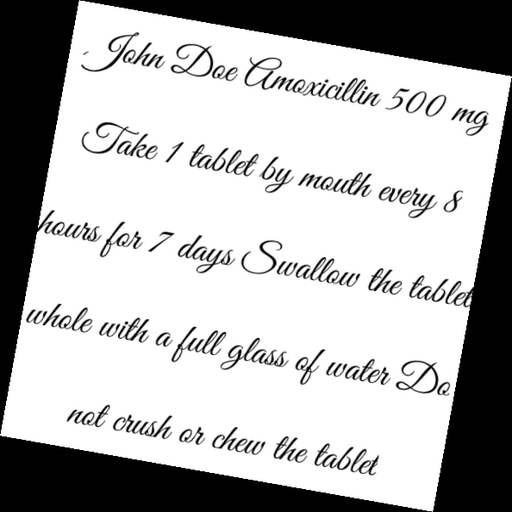 John Doe Amoxicillin 500 mg
Take 1 tablet by mouth every 8
hours for 7 days Swallow the tablet
whole with a full glass of water Do
not crush or chew the tablet